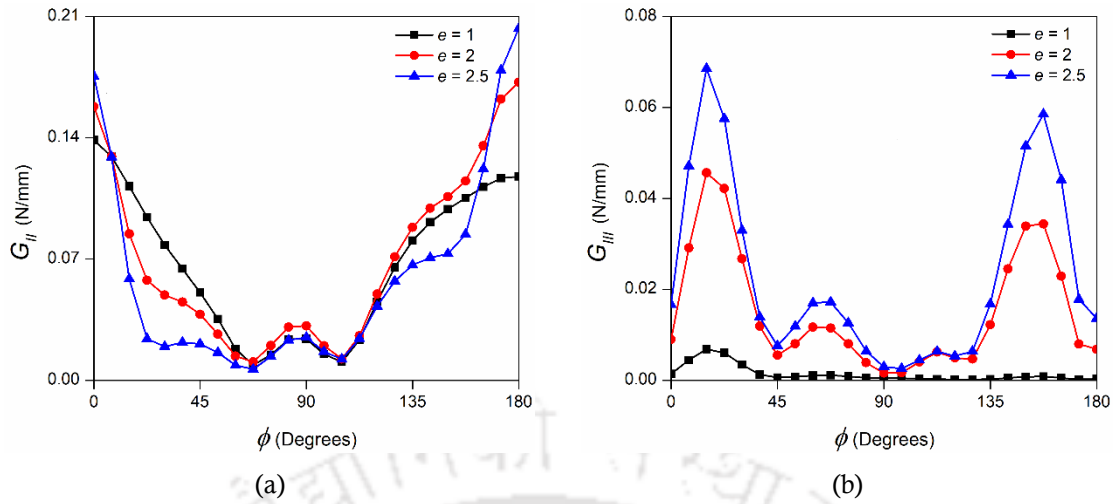 0.21
0.14
0.07
0.00
G_II (N/mm)
e = 1
e = 2
e = 2.5
0 45 90 135 180
ϕ (Degrees)
(a)
0.08
0.06
0.04
0.02
0.00
G_III (N/mm)
e = 1
e = 2
e = 2.5
0 45 90 135 180
ϕ (Degrees)
(b)